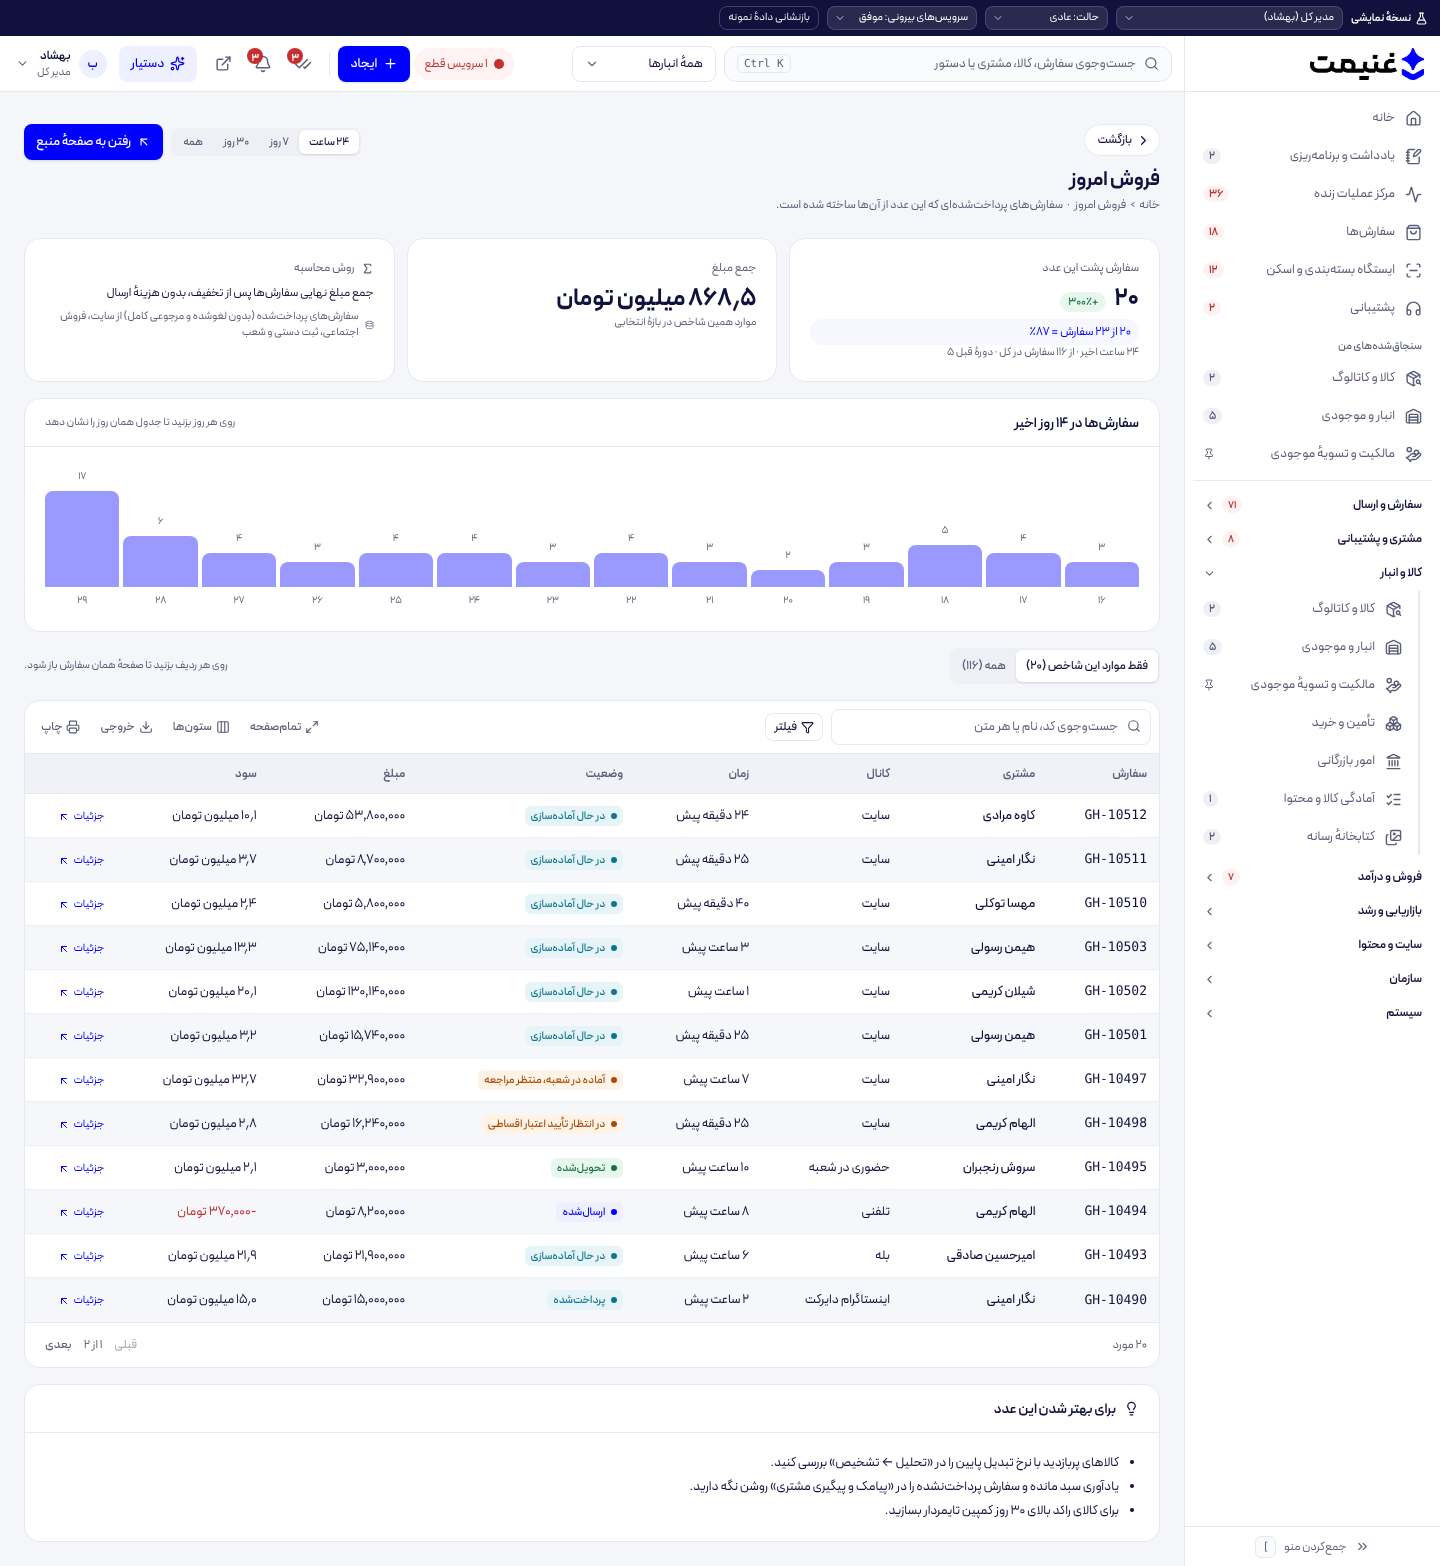 نسخهٔ نمایشی
مدیر کل (بهشاد)
حالت: عادی
سرویس‌های بیرونی: موفق
بازنشانی دادهٔ نمونه
غنیمت
جست‌وجوی سفارش، کالا، مشتری یا دستور
Ctrl K
همهٔ انبارها
۱ سرویس قطع
ایجاد
۳
۳
دستیار
ب
بهشاد
مدیر کل
خانه
یادداشت و برنامه‌ریزی ۲
مرکز عملیات زنده ۳۶
سفارش‌ها ۱۸
ایستگاه بسته‌بندی و اسکن ۱۲
پشتیبانی ۲
سنجاق‌شده‌های من
کالا و کاتالوگ ۲
انبار و موجودی ۵
مالکیت و تسویهٔ موجودی
سفارش و ارسال ۷۱
مشتری و پشتیبانی ۸
کالا و انبار
کالا و کاتالوگ ۲
انبار و موجودی ۵
مالکیت و تسویهٔ موجودی
تأمین و خرید
امور بازرگانی
آمادگی کالا و محتوا ۱
کتابخانهٔ رسانه ۲
فروش و درآمد ۷
بازاریابی و رشد
سایت و محتوا
سازمان
سیستم
جمع‌کردن منو [
بازگشت
۲۴ ساعت ۷ روز ۳۰ روز همه
رفتن به صفحهٔ منبع
فروش امروز
خانه › فروش امروز · سفارش‌های پرداخت‌شده‌ای که این عدد از آن‌ها ساخته شده است.
سفارش پشت این عدد
۲۰ +۳۰۰٪
۲۰ از ۲۳ سفارش = ۸۷٪
۲۴ ساعت اخیر · از ۱۱۶ سفارش در کل · دورهٔ قبل ۵
جمع مبلغ
۸۶۸٫۵ میلیون تومان
موارد همین شاخص در بازهٔ انتخابی
روش محاسبه
جمع مبلغ نهایی سفارش‌ها پس از تخفیف، بدون هزینهٔ ارسال
سفارش‌های پرداخت‌شده (بدون لغوشده و مرجوعی کامل) از سایت، فروش
اجتماعی، ثبت دستی و شعب
سفارش‌ها در ۱۴ روز اخیر
روی هر روز بزنید تا جدول همان روز را نشان دهد
۳ ۴ ۵ ۳ ۲ ۳ ۴ ۳ ۴ ۴ ۳ ۴ ۶ ۱۷
۱۶ ۱۷ ۱۸ ۱۹ ۲۰ ۲۱ ۲۲ ۲۳ ۲۴ ۲۵ ۲۶ ۲۷ ۲۸ ۲۹
فقط موارد این شاخص (۲۰) همه (۱۱۶)
روی هر ردیف بزنید تا صفحهٔ همان سفارش باز شود.
جست‌وجوی کد، نام یا هر متن
فیلتر
تمام‌صفحه
ستون‌ها
خروجی
چاپ
سفارش مشتری کانال زمان وضعیت مبلغ سود
GH-10512 کاوه مرادی سایت ۲۴ دقیقه پیش در حال آماده‌سازی ۵۳٬۸۰۰٬۰۰۰ تومان ۱۰٫۱ میلیون تومان جزئیات
GH-10511 نگار امینی سایت ۲۵ دقیقه پیش در حال آماده‌سازی ۸٬۷۰۰٬۰۰۰ تومان ۳٫۷ میلیون تومان جزئیات
GH-10510 مهسا توکلی سایت ۴۰ دقیقه پیش در حال آماده‌سازی ۵٬۸۰۰٬۰۰۰ تومان ۲٫۴ میلیون تومان جزئیات
GH-10503 هیمن رسولی سایت ۳ ساعت پیش در حال آماده‌سازی ۷۵٬۱۴۰٬۰۰۰ تومان ۱۳٫۳ میلیون تومان جزئیات
GH-10502 شیلان کریمی سایت ۱ ساعت پیش در حال آماده‌سازی ۱۳۰٬۱۴۰٬۰۰۰ تومان ۲۰٫۱ میلیون تومان جزئیات
GH-10501 هیمن رسولی سایت ۲۵ دقیقه پیش در حال آماده‌سازی ۱۵٬۷۴۰٬۰۰۰ تومان ۳٫۲ میلیون تومان جزئیات
GH-10497 نگار امینی سایت ۷ ساعت پیش آماده در شعبه، منتظر مراجعه ۳۲٬۹۰۰٬۰۰۰ تومان ۳۲٫۷ میلیون تومان جزئیات
GH-10498 الهام کریمی سایت ۲۵ دقیقه پیش در انتظار تأیید اعتبار اقساطی ۱۶٬۲۴۰٬۰۰۰ تومان ۲٫۸ میلیون تومان جزئیات
GH-10495 سروش رنجبران حضوری در شعبه ۱۰ ساعت پیش تحویل‌شده ۳٬۰۰۰٬۰۰۰ تومان ۲٫۱ میلیون تومان جزئیات
GH-10494 الهام کریمی تلفنی ۸ ساعت پیش ارسال‌شده ۸٬۲۰۰٬۰۰۰ تومان -۳۷۰٬۰۰۰ تومان جزئیات
GH-10493 امیرحسین صادقی بله ۶ ساعت پیش در حال آماده‌سازی ۲۱٬۹۰۰٬۰۰۰ تومان ۲۱٫۹ میلیون تومان جزئیات
GH-10490 نگار امینی اینستاگرام دایرکت ۲ ساعت پیش پرداخت‌شده ۱۵٬۰۰۰٬۰۰۰ تومان ۱۵٫۰ میلیون تومان جزئیات
۲۰ مورد
قبلی ۱ از ۲ بعدی
برای بهتر شدن این عدد
• کالاهای پربازدید با نرخ تبدیل پایین را در «تحلیل ← تشخیص» بررسی کنید.
• یادآوری سبد مانده و سفارش پرداخت‌نشده را در «پیامک و پیگیری مشتری» روشن نگه دارید.
• برای کالای راکد بالای ۳۰ روز کمپین تایمردار بسازید.